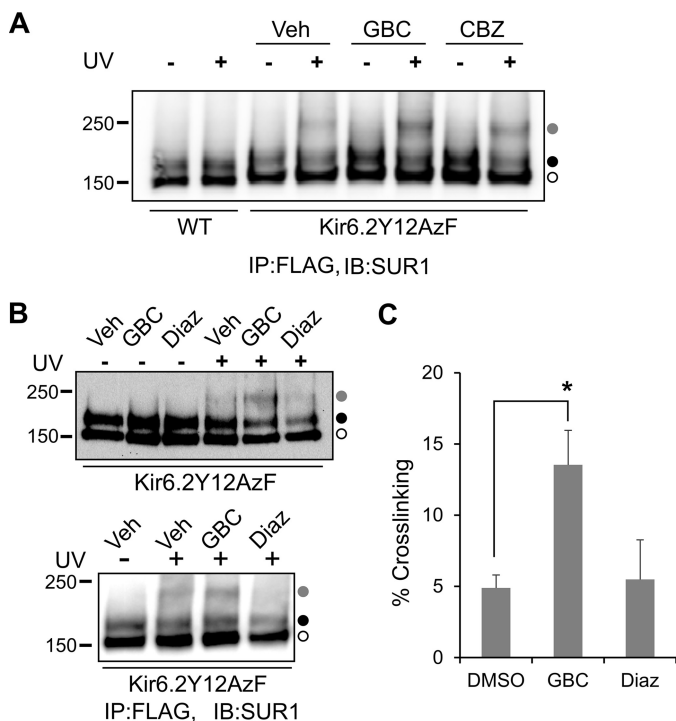 A
Veh GBC CBZ
UV - + - + - + - +
250
150
WT Kir6.2Y12AzF
IP:FLAG, IB:SUR1
B
Veh GBC Diaz Veh GBC Diaz
UV - - - + + +
250
150
Kir6.2Y12AzF
Veh Veh GBC Diaz
UV - + + +
250
150
Kir6.2Y12AzF
IP:FLAG, IB:SUR1
C
% Crosslinking
20
*
15
10
5
0
DMSO GBC Diaz